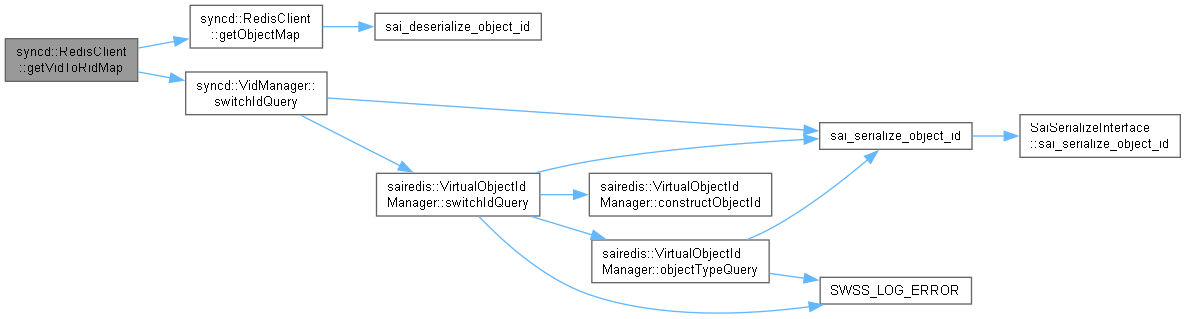 syncd::RedisClient
::getVidToRidMap
syncd::RedisClient
::getObjectMap
sai_deserialize_object_id
syncd::VidManager::
switchIdQuery
sai_serialize_object_id
SaiSerializeInterface
::sai_serialize_object_id
sairedis::VirtualObjectId
Manager::switchIdQuery
sairedis::VirtualObjectId
Manager::constructObjectId
sairedis::VirtualObjectId
Manager::objectTypeQuery
SWSS_LOG_ERROR